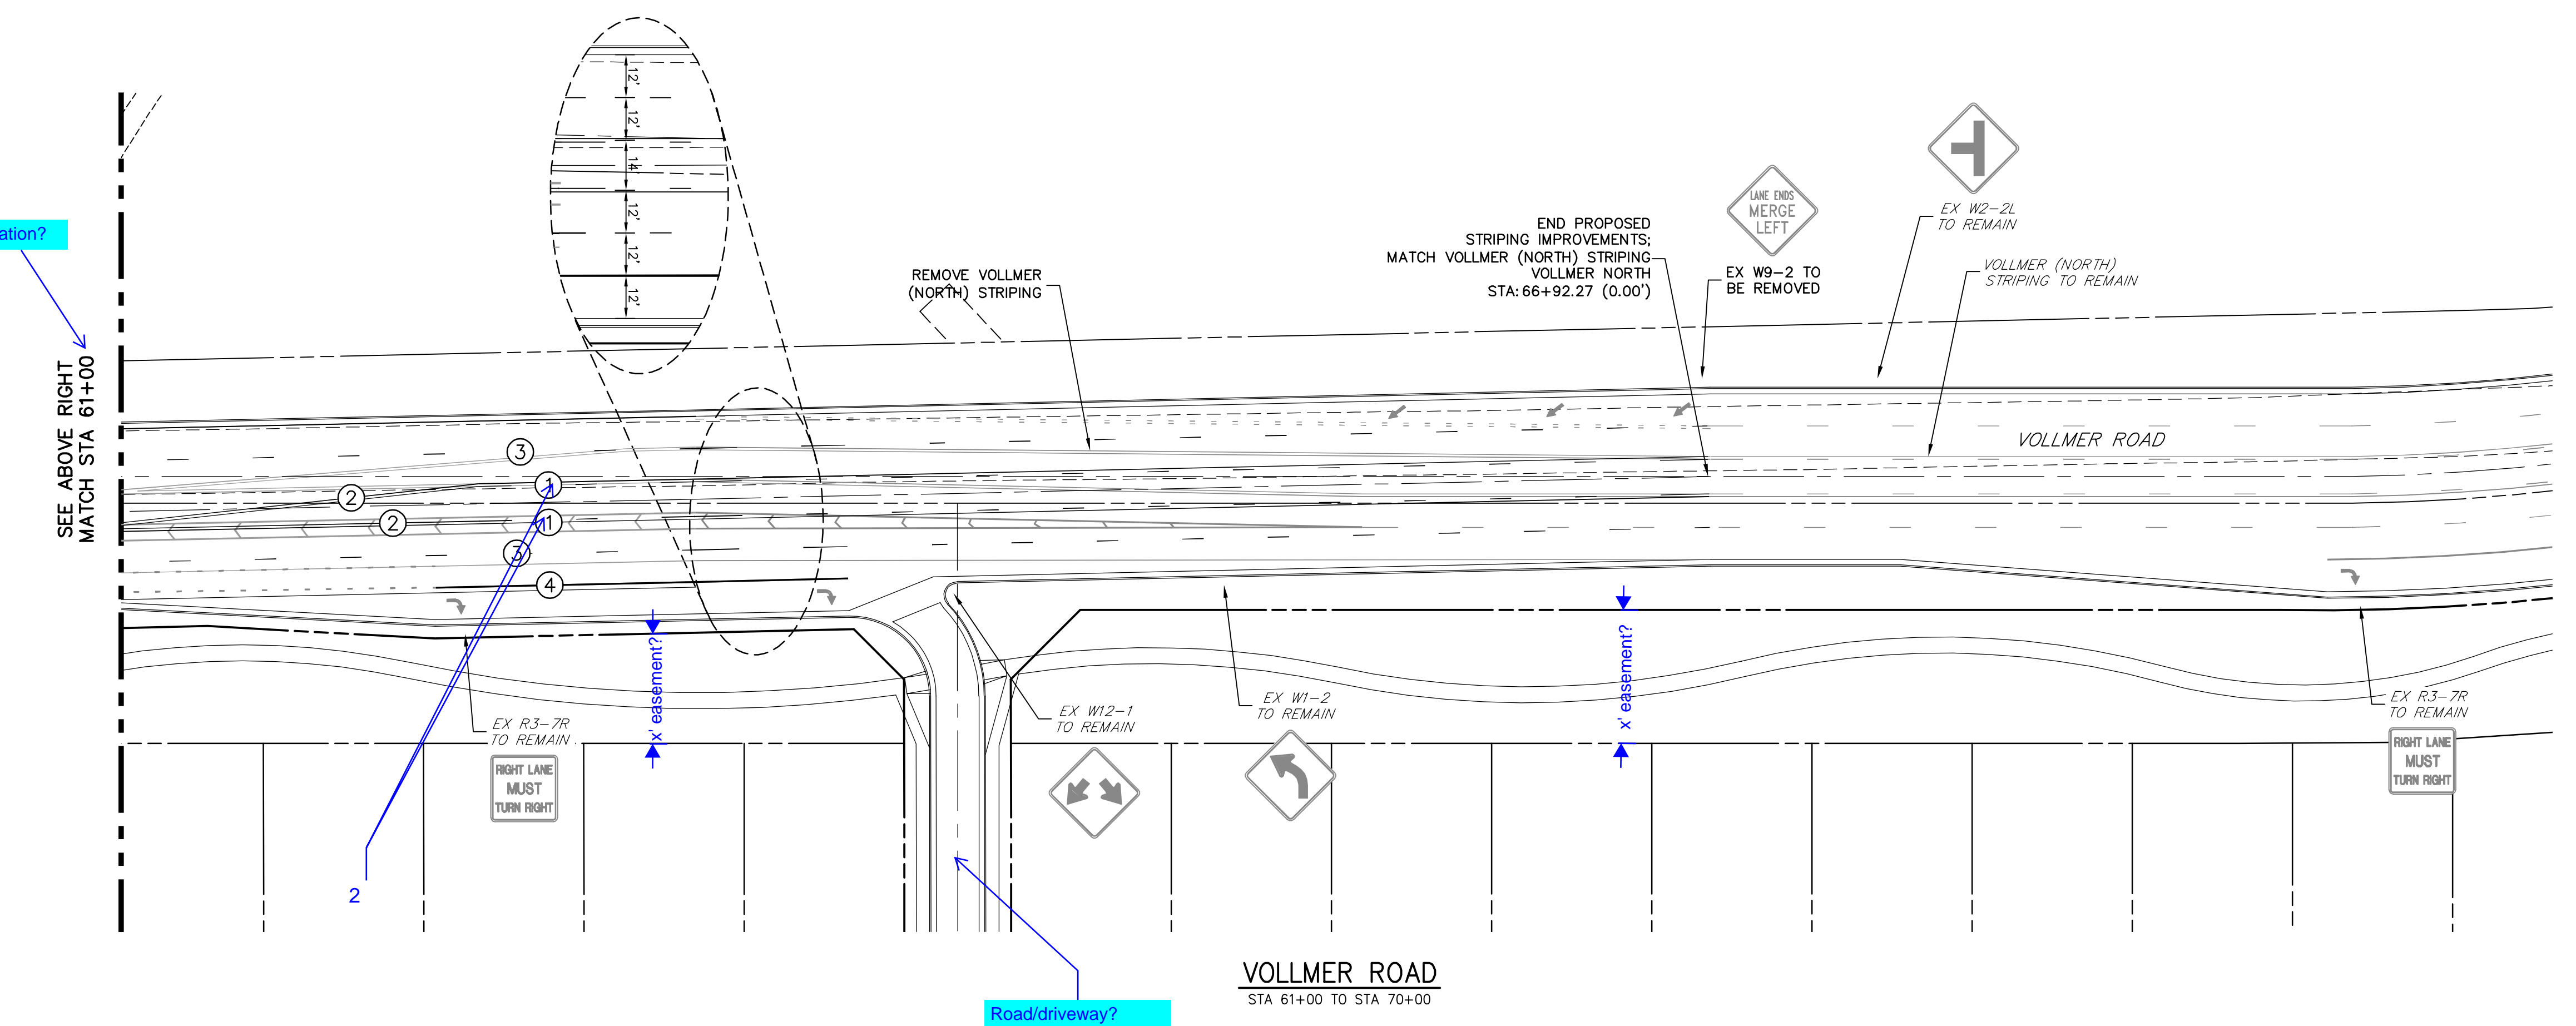 12'
12'
14'
12'
12'
12'
ation?
SEE ABOVE RIGHT
MATCH STA 61+00
REMOVE VOLLMER
(NORTH) STRIPING
END PROPOSED
STRIPING IMPROVEMENTS;
MATCH VOLLMER (NORTH) STRIPING
VOLLMER NORTH
STA: 66+92.27 (0.00')
LANE ENDS
MERGE
LEFT
EX W9-2 TO
BE REMOVED
EX W2-2L
TO REMAIN
VOLLMER (NORTH)
STRIPING TO REMAIN
VOLLMER ROAD
3
1
2
2
1
3
4
x' easement?
x' easement?
EX R3-7R
TO REMAIN
RIGHT LANE
MUST
TURN RIGHT
EX W12-1
TO REMAIN
EX W1-2
TO REMAIN
EX R3-7R
TO REMAIN
RIGHT LANE
MUST
TURN RIGHT
2
VOLLMER ROAD
STA 61+00 TO STA 70+00
Road/driveway?